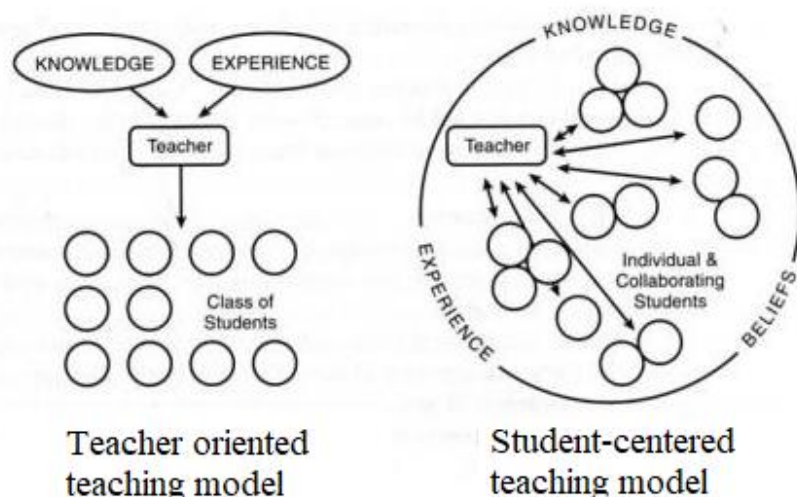 KNOWLEDGE
EXPERIENCE
Teacher
Class of
Students
Teacher oriented
teaching model
KNOWLEDGE
Teacher
EXPERIENCE
Individual &
Collaborating
Students
BELIEFS
Student-centered
teaching model